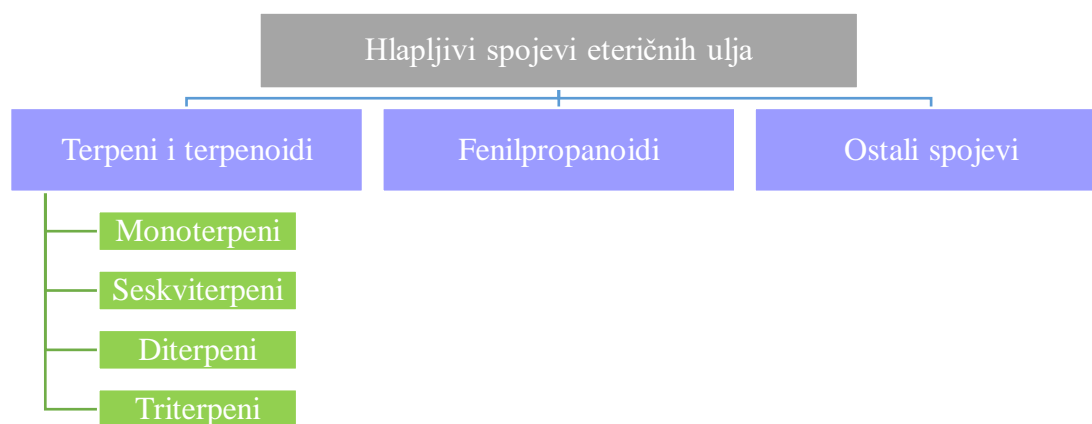 Hlapljivi spojevi eteričnih ulja
Terpeni i terpenoidi
Fenilpropanoidi
Ostali spojevi
Monoterpeni
Seskviterpeni
Diterpeni
Triterpeni